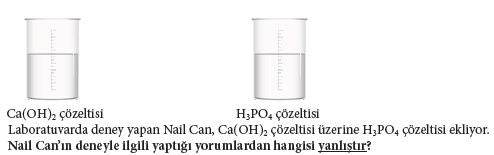 Ca(OH)₂ çözeltisi H₃PO₄ çözeltisi
Laboratuvarda deney yapan Nail Can, Ca(OH)₂ çözeltisi üzerine H₃PO₄ çözeltisi ekliyor.
Nail Can'ın deneyle ilgili yaptığı yorumlardan hangisi yanlıştır?